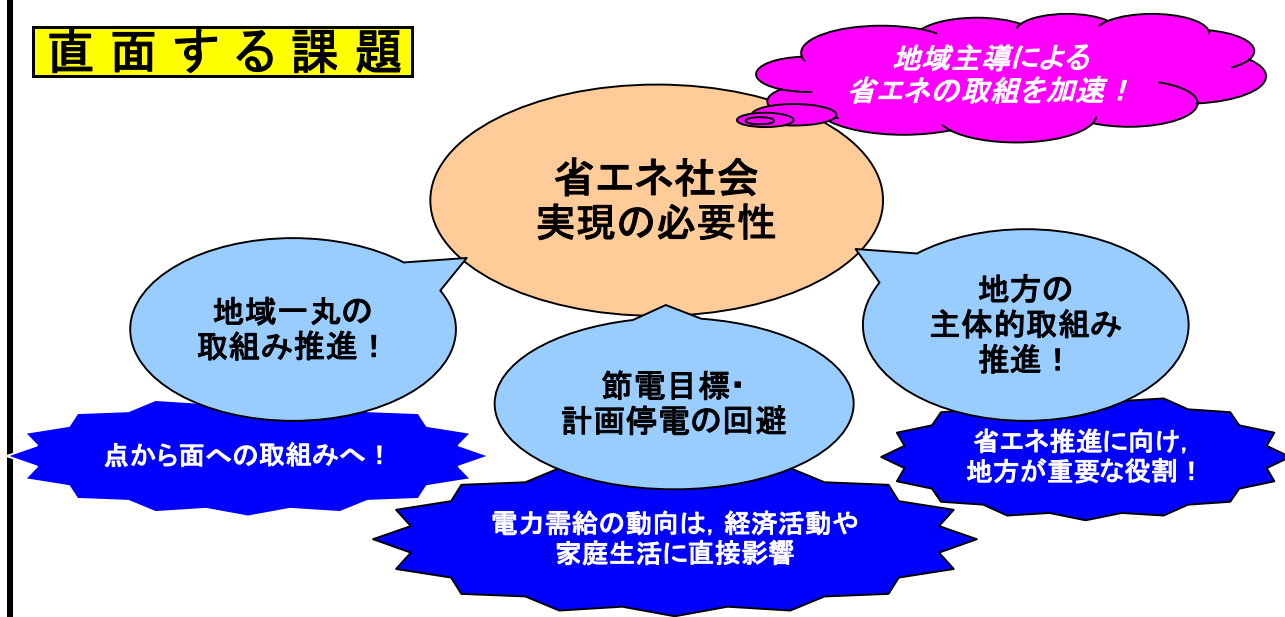 直面する課題
地域主導による
省エネの取組を加速！
省エネ社会
実現の必要性
地域一丸の
取組み推進！
点から面への取組みへ！
節電目標・
計画停電の回避
電力需給の動向は，経済活動や
家庭生活に直接影響
地方の
主体的取組み
推進！
省エネ推進に向け，
地方が重要な役割！